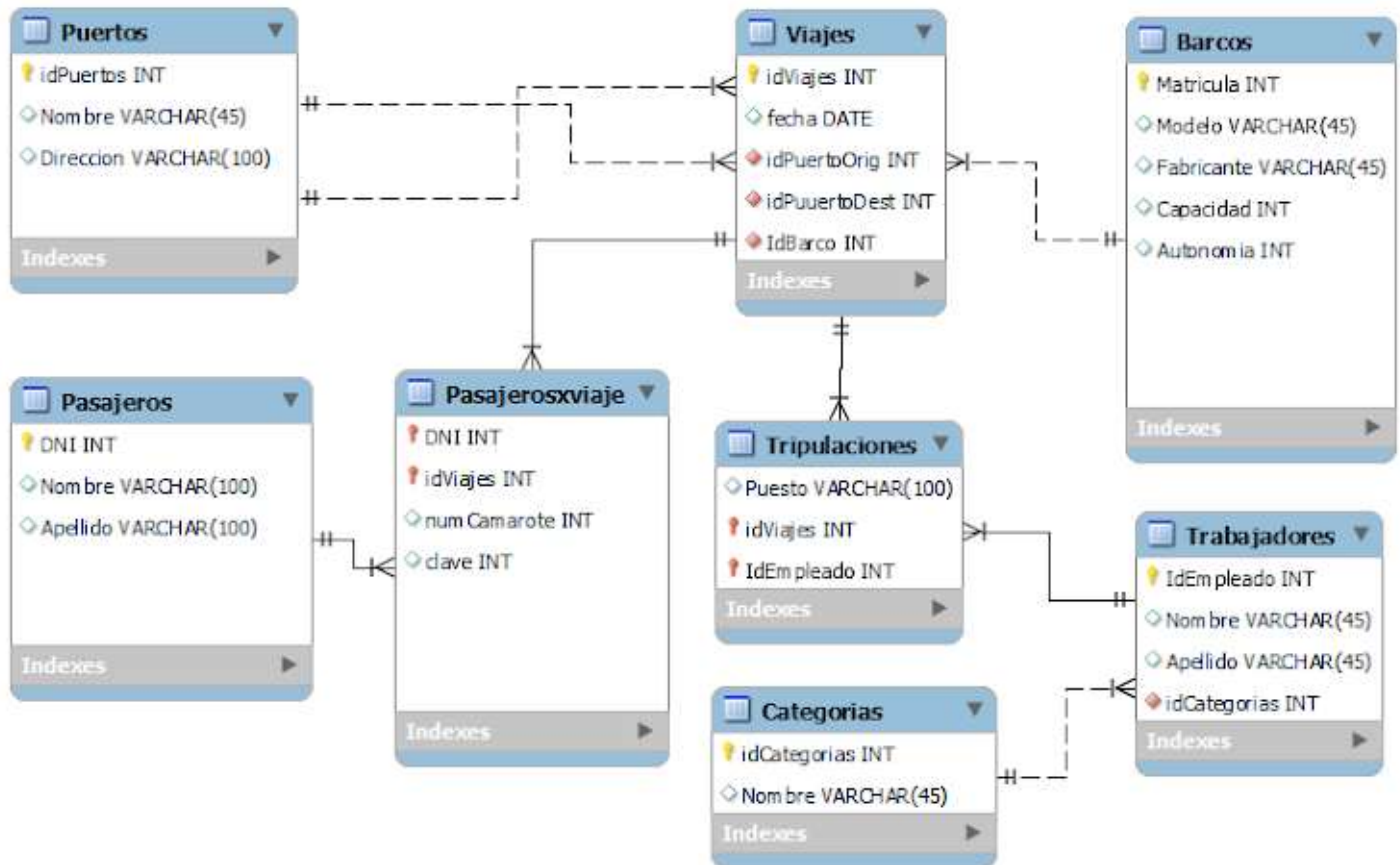 Puertos
idPuertos INT
Nombre VARCHAR(45)
Direccion VARCHAR(100)
Indexes
Viajes
idViajes INT
fecha DATE
idPuertoOrig INT
idPuuertoDest INT
IdBarco INT
Indexes
Barcos
Matricula INT
Modelo VARCHAR(45)
Fabricante VARCHAR(45)
Capacidad INT
Autonomia INT
Indexes
Pasajeros
DNI INT
Nombre VARCHAR(100)
Apellido VARCHAR(100)
Indexes
Pasajerosxviaje
DNI INT
idViajes INT
numCamarote INT
clave INT
Indexes
Tripulaciones
Puesto VARCHAR(100)
idViajes INT
IdEmpleado INT
Indexes
Trabajadores
IdEmpleado INT
Nombre VARCHAR(45)
Apellido VARCHAR(45)
idCategorias INT
Indexes
Categorias
idCategorias INT
Nombre VARCHAR(45)
Indexes